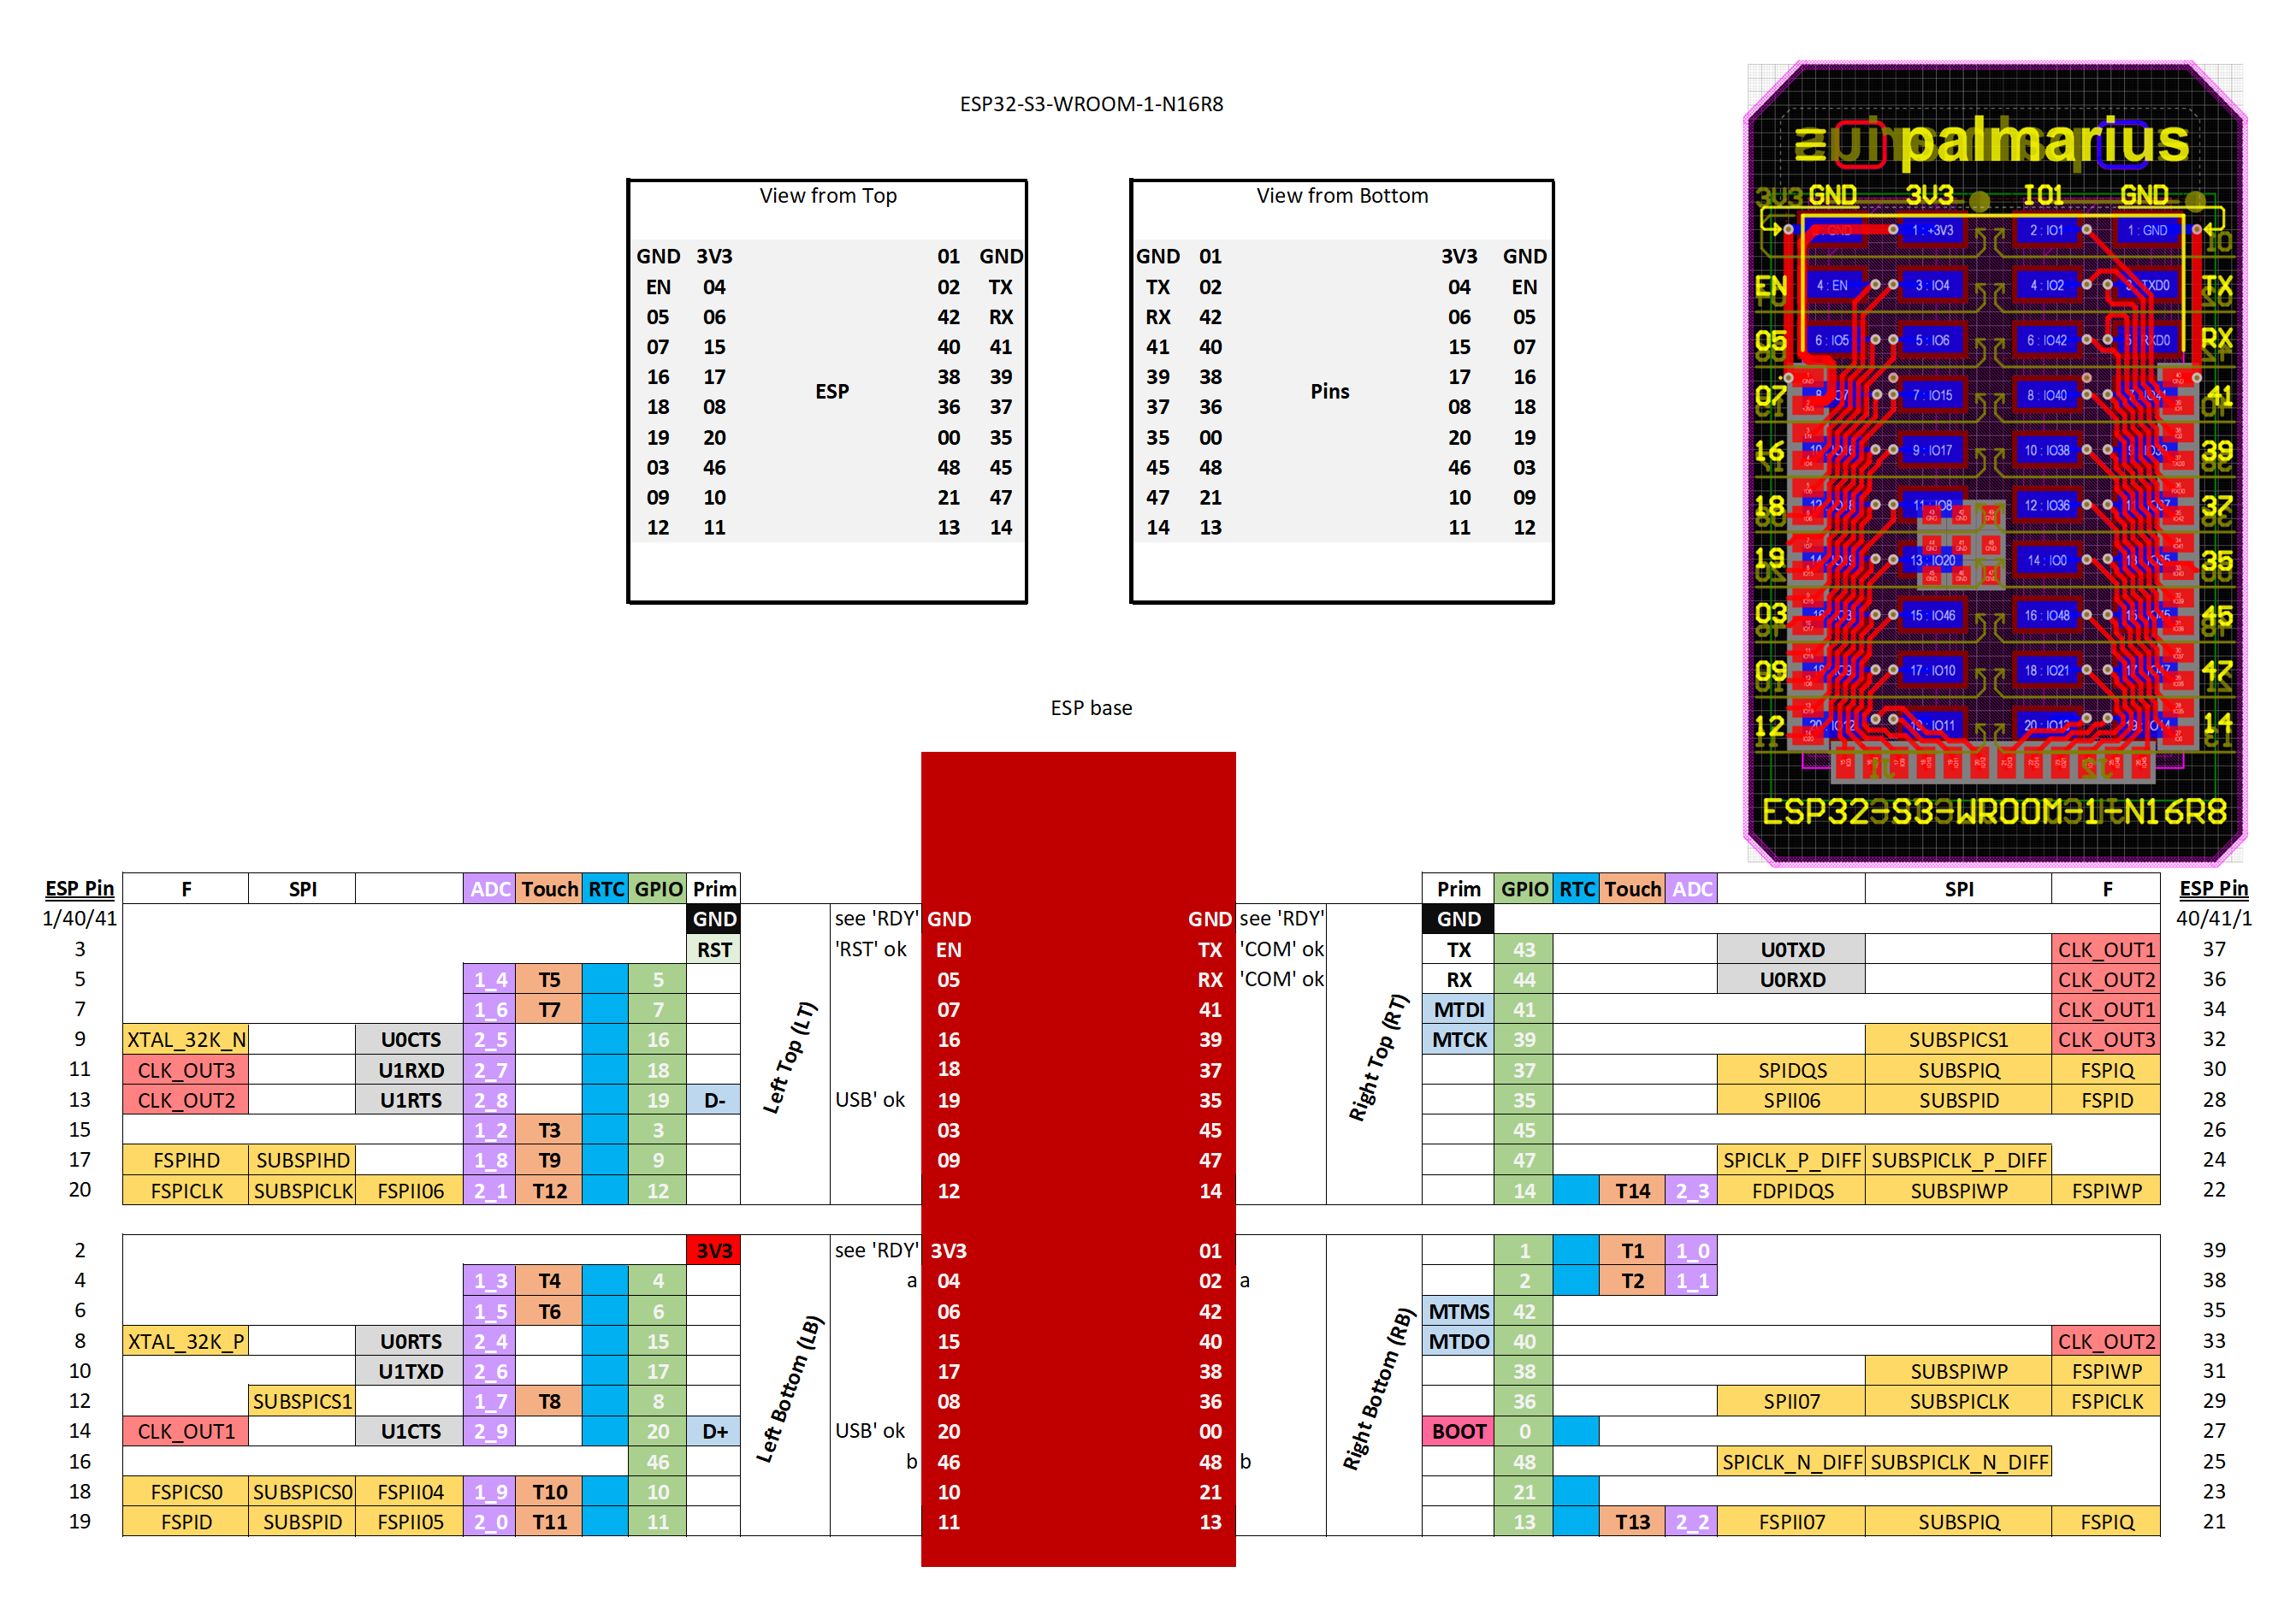 ESP32-S3-WROOM-1-N16R8
View from Top
GND 3V3 01 GND
EN 04 02 TX
05 06 42 RX
07 15 40 41
16 17 38 39
ESP
18 08 36 37
19 20 00 35
03 46 48 45
09 10 21 47
12 11 13 14
View from Bottom
GND 01 3V3 GND
TX 02 04 EN
RX 42 06 05
41 40 15 07
39 38 17 16
Pins
37 36 08 18
35 00 20 19
45 48 46 03
47 21 10 09
14 13 11 12
palmarius
GND 3V3 IO1 GND
1 : +3V3 2 : IO1 1 : GND
EN 4 : EN 3 : IO4 4 : IO2 TX
05 6 : IO5 5 : IO6 6 : IO42 RX
07 7 : IO15 8 : IO40 41
16 9 : IO17 10 : IO38 39
18 12 : IO36 37
19 13 : IO20 14 : IO0 35
03 15 : IO46 16 : IO48 45
09 17 : IO10 18 : IO21 47
12 14
ESP32-S3-WROOM-1-N16R8
ESP base
ESP Pin F SPI ADC Touch RTC GPIO Prim Prim GPIO RTC Touch ADC SPI F ESP Pin
1/40/41 GND see 'RDY' GND GND see 'RDY' GND 40/41/1
3 RST 'RST' ok EN TX 'COM' ok TX 43 U0TXD CLK_OUT1 37
5 1_4 T5 5 05 RX 'COM' ok RX 44 U0RXD CLK_OUT2 36
7 1_6 T7 7 07 41 MTDI 41 CLK_OUT1 34
9 XTAL_32K_N U0CTS 2_5 16 16 39 MTCK 39 SUBSPICS1 CLK_OUT3 32
Left Top (LT)
Right Top (RT)
11 CLK_OUT3 U1RXD 2_7 18 18 37 37 SPIDQS SUBSPIQ FSPIQ 30
13 CLK_OUT2 U1RTS 2_8 19 D- USB' ok 19 35 35 SPII06 SUBSPID FSPID 28
15 1_2 T3 3 03 45 45 26
17 FSPIHD SUBSPIHD 1_8 T9 9 09 47 47 SPICLK_P_DIFF SUBSPICLK_P_DIFF 24
20 FSPICLK SUBSPICLK FSPII06 2_1 T12 12 12 14 14 T14 2_3 FDPIDQS SUBSPIWP FSPIWP 22
2 3V3 see 'RDY' 3V3 01 1 T1 1_0 39
4 1_3 T4 4 a 04 02 a 2 T2 1_1 38
6 1_5 T6 6 06 42 MTMS 42 35
8 XTAL_32K_P U0RTS 2_4 15 15 40 MTDO 40 CLK_OUT2 33
10 U1TXD 2_6 17 17 38 38 SUBSPIWP FSPIWP 31
Left Bottom (LB)
Right Bottom (RB)
12 SUBSPICS1 1_7 T8 8 08 36 36 SPII07 SUBSPICLK FSPICLK 29
14 CLK_OUT1 U1CTS 2_9 20 D+ USB' ok 20 00 BOOT 0 27
16 46 b 46 48 b 48 SPICLK_N_DIFF SUBSPICLK_N_DIFF 25
18 FSPICS0 SUBSPICS0 FSPII04 1_9 T10 10 10 21 21 23
19 FSPID SUBSPID FSPII05 2_0 T11 11 11 13 13 T13 2_2 FSPII07 SUBSPIQ FSPIQ 21